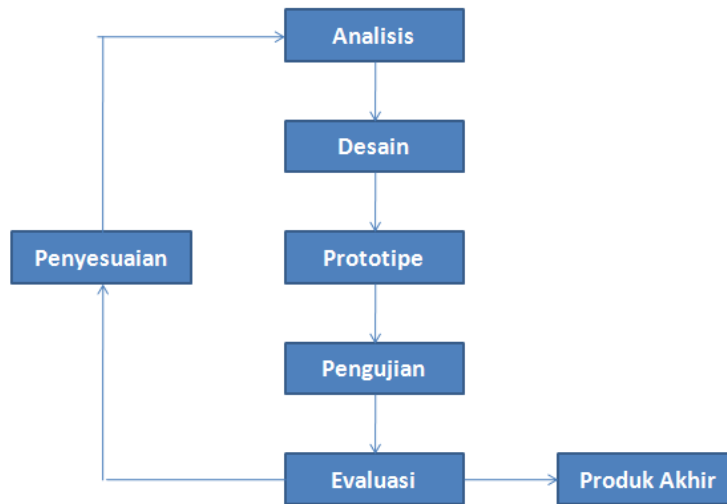 Analisis
Desain
Penyesuaian
Prototipe
Pengujian
Evaluasi
Produk Akhir